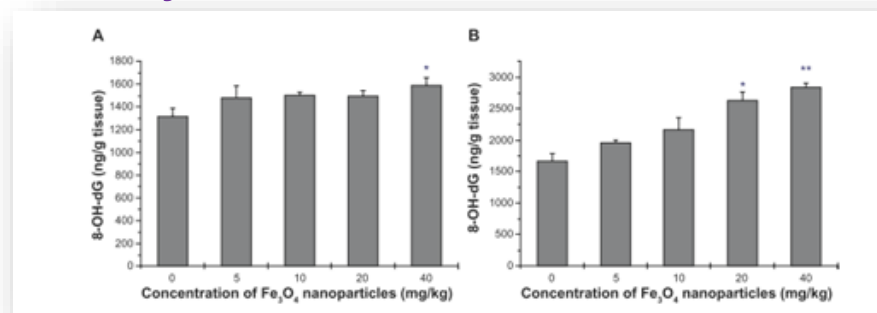 A
1800
1600
1400
1200
1000
800
600
400
200
0
8-OH-dG (ng/g tissue)
*
0 5 10 20 40
Concentration of Fe₃O₄ nanoparticles (mg/kg)
B
3000
2500
2000
1500
1000
500
0
8-OH-dG (ng/g tissue)
*
**
0 5 10 20 40
Concentration of Fe₃O₄ nanoparticles (mg/kg)